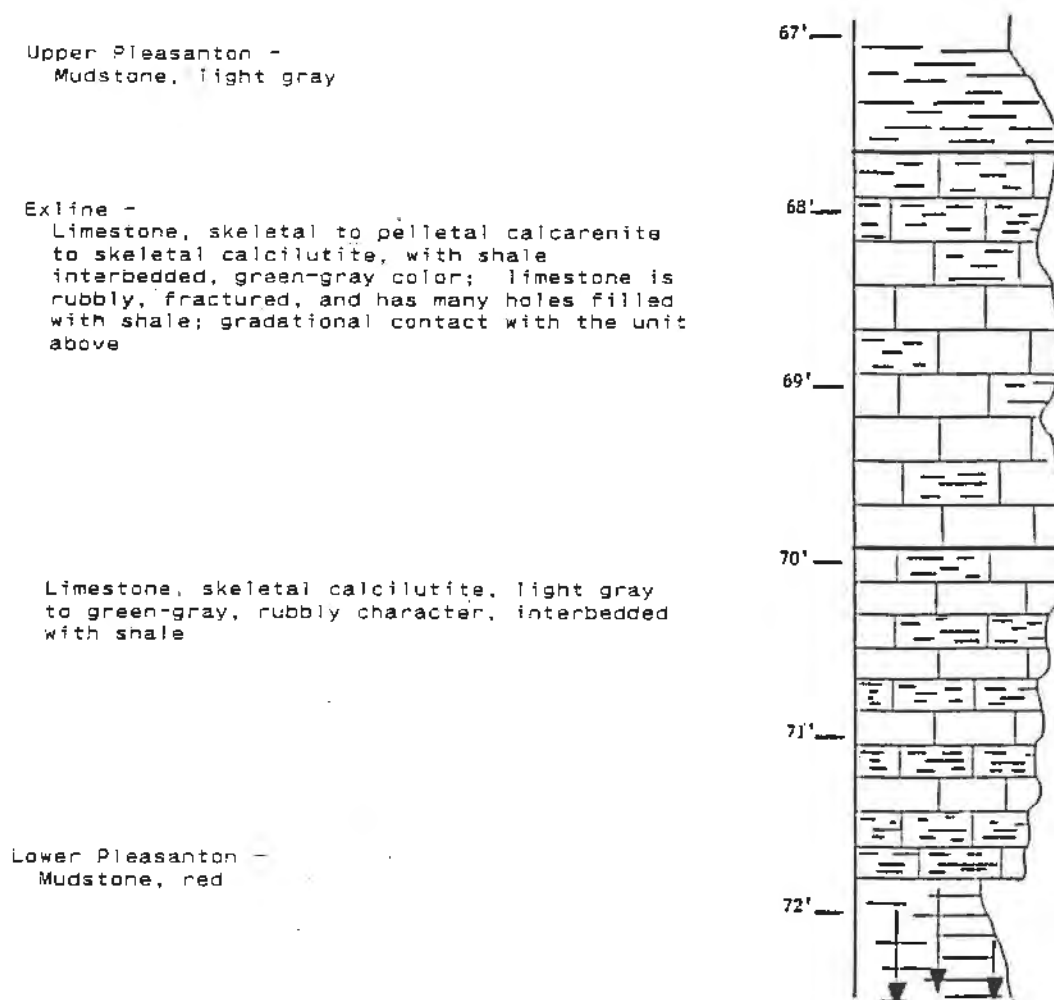 Upper Pleasanton -
Mudstone, light gray
Exline -
Limestone, skeletal to pelletal calcarenite
to skeletal calcilutite, with shale
interbedded, green-gray color; limestone is
rubbly, fractured, and has many holes filled
with shale; gradational contact with the unit
above
Limestone, skeletal calcilutite, light gray
to green-gray, rubbly character, interbedded
with shale
Lower Pleasanton -
Mudstone, red
67'
68'
69'
70'
71'
72'